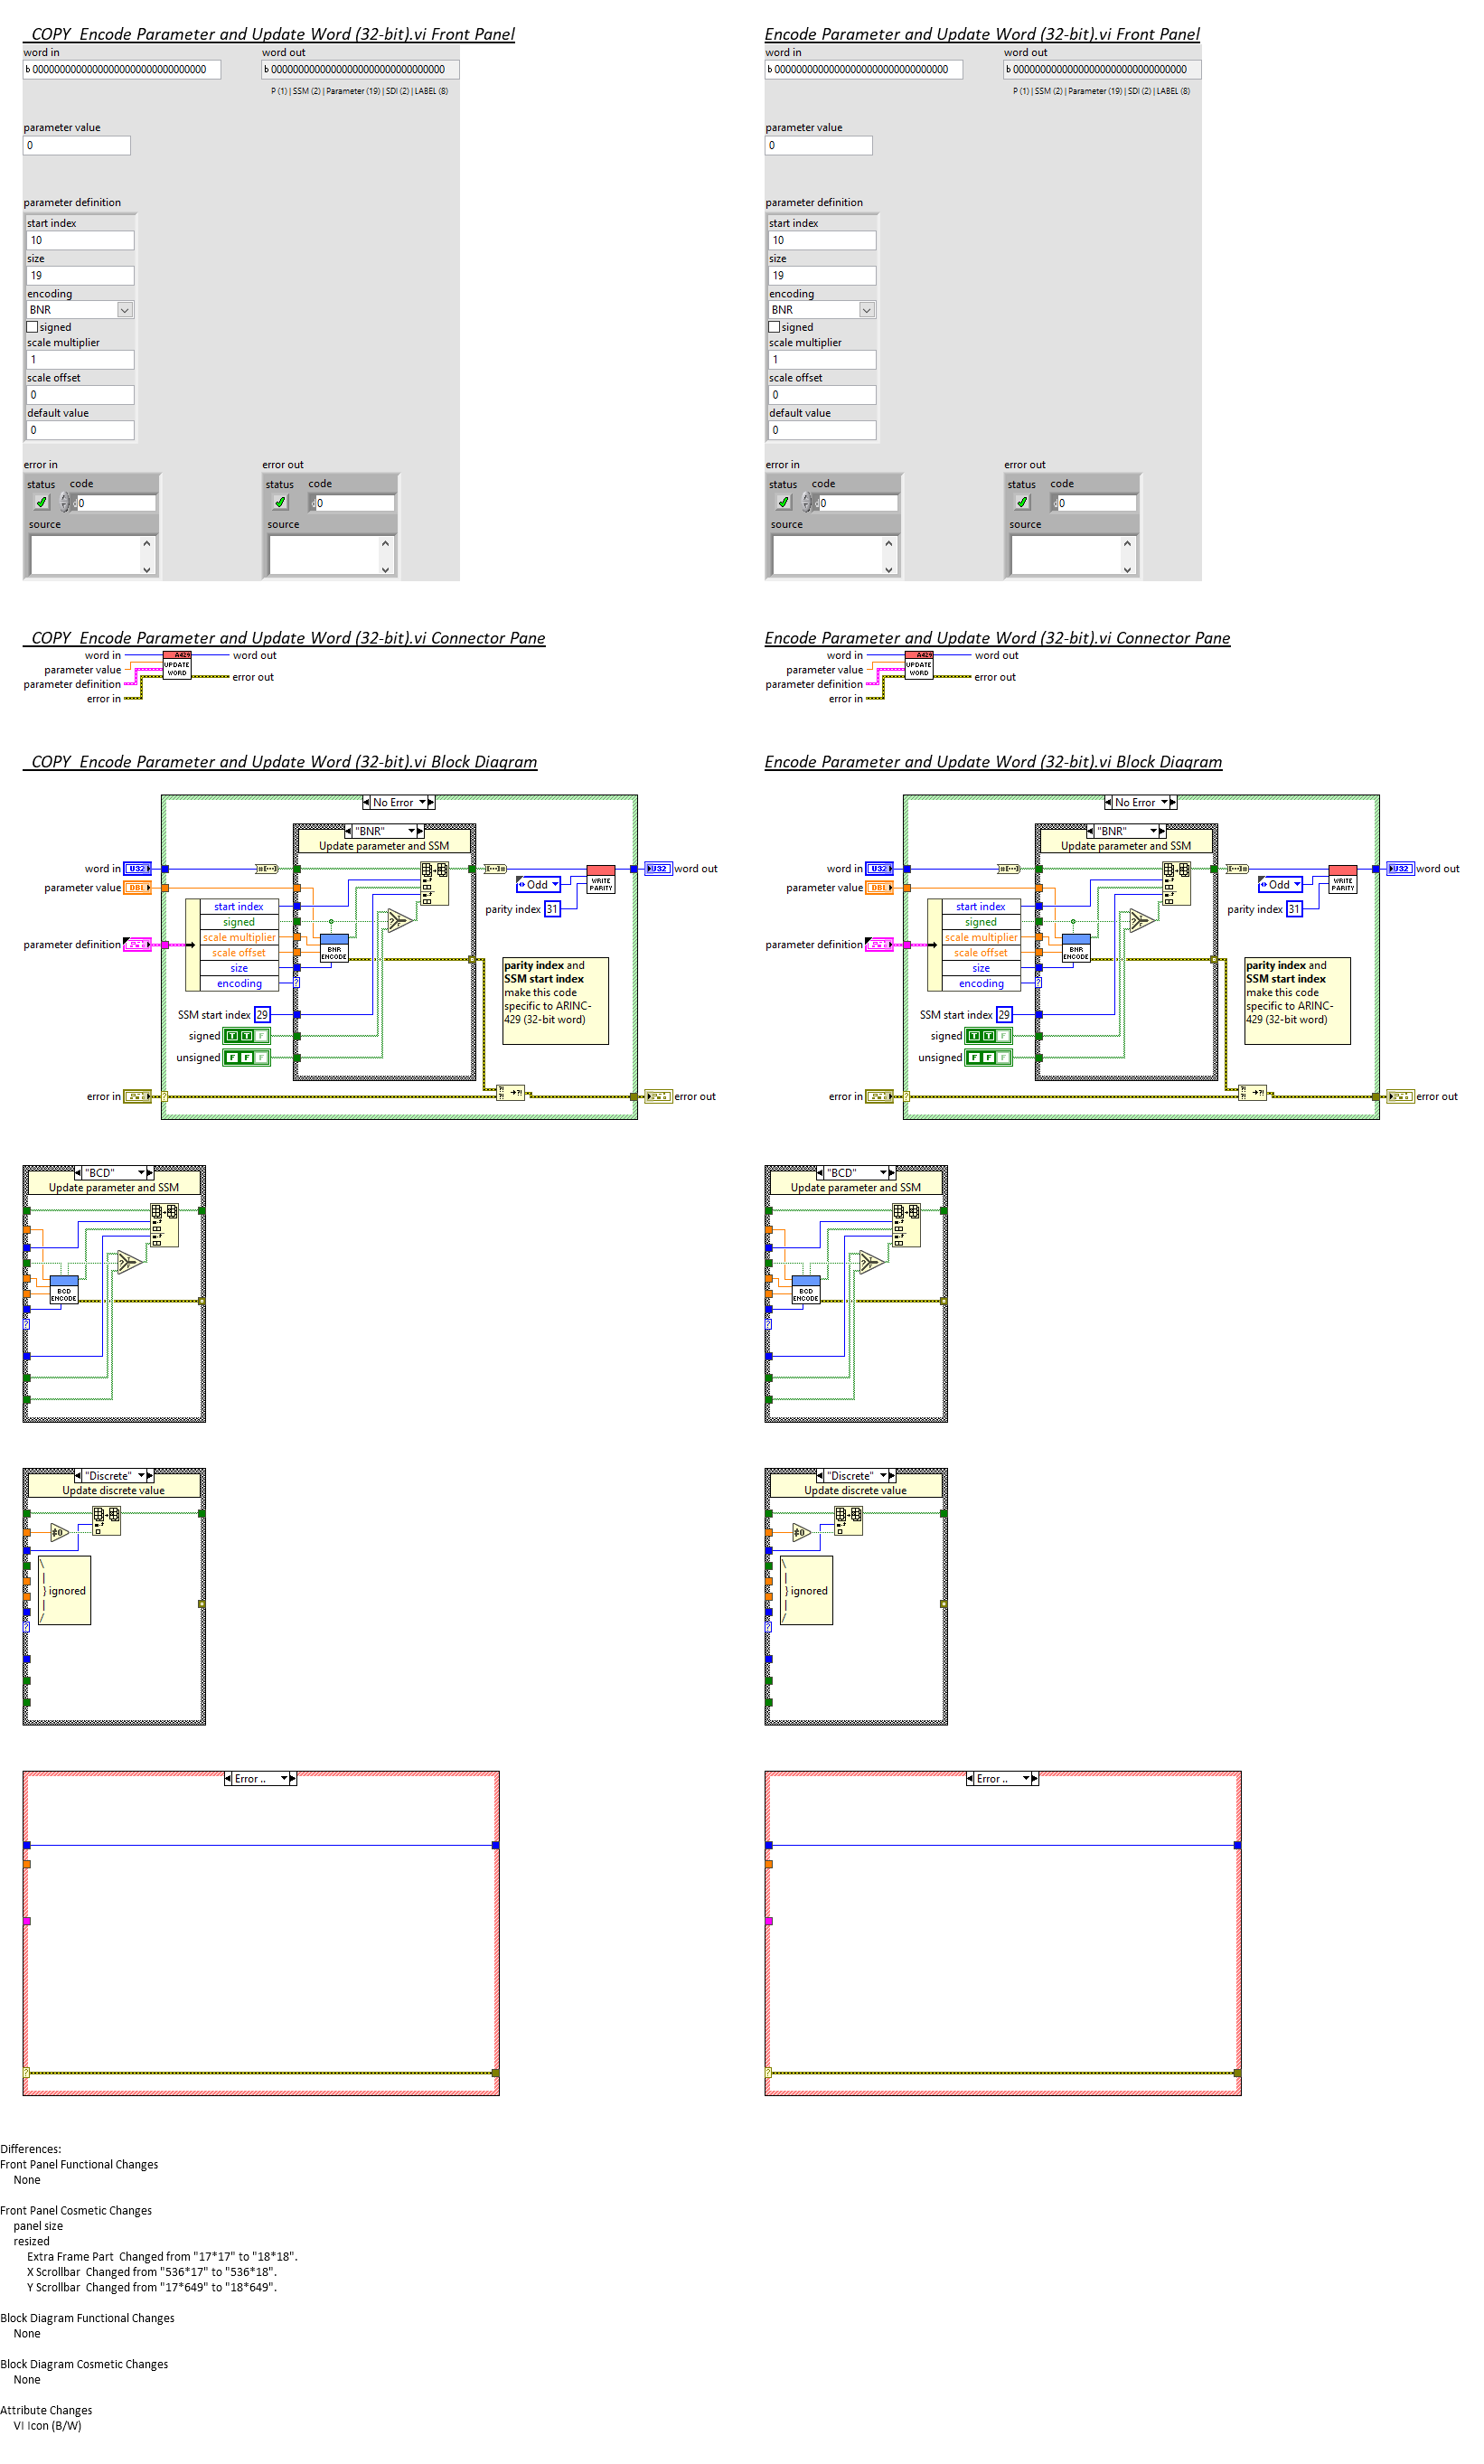 _COPY_Encode Parameter and Update Word (32-bit).vi Front Panel
word in
word out
b 00000000000000000000000000000000
b 00000000000000000000000000000000
P (1) | SSM (2) | Parameter (19) | SDI (2) | LABEL (8)
parameter value
0
parameter definition
start index
10
size
19
encoding
BNR
signed
scale multiplier
1
scale offset
0
default value
0
error in
status
code
0
source
error out
status
code
0
source
Encode Parameter and Update Word (32-bit).vi Front Panel
word in
word out
b 00000000000000000000000000000000
b 00000000000000000000000000000000
P (1) | SSM (2) | Parameter (19) | SDI (2) | LABEL (8)
parameter value
0
parameter definition
start index
10
size
19
encoding
BNR
signed
scale multiplier
1
scale offset
0
default value
0
error in
status
code
0
source
error out
status
code
0
source
_COPY_Encode Parameter and Update Word (32-bit).vi Connector Pane
word in
parameter value
parameter definition
error in
A429
UPDATE
WORD
word out
error out
Encode Parameter and Update Word (32-bit).vi Connector Pane
word in
parameter value
parameter definition
error in
A429
UPDATE
WORD
word out
error out
_COPY_Encode Parameter and Update Word (32-bit).vi Block Diagram
No Error
"BNR"
Update parameter and SSM
word in
U32
parameter value
DBL
parameter definition
start index
signed
scale multiplier
scale offset
size
encoding
BNR
ENCODE
SSM start index 29
signed T T F
unsigned F F F
error in
Odd
parity index 31
WRITE
PARITY
U32
word out
parity index and
SSM start index
make this code
specific to ARINC-
429 (32-bit word)
error out
Encode Parameter and Update Word (32-bit).vi Block Diagram
No Error
"BNR"
Update parameter and SSM
word in
U32
parameter value
DBL
parameter definition
start index
signed
scale multiplier
scale offset
size
encoding
BNR
ENCODE
SSM start index 29
signed T T F
unsigned F F F
error in
Odd
parity index 31
WRITE
PARITY
U32
word out
parity index and
SSM start index
make this code
specific to ARINC-
429 (32-bit word)
error out
"BCD"
Update parameter and SSM
BCD
ENCODE
"BCD"
Update parameter and SSM
BCD
ENCODE
"Discrete"
Update discrete value
≠0
\
|
} ignored
|
/
"Discrete"
Update discrete value
≠0
\
|
} ignored
|
/
Error ..
Error ..
Differences:
Front Panel Functional Changes
None
Front Panel Cosmetic Changes
panel size
resized
Extra Frame Part  Changed from "17*17" to "18*18".
X Scrollbar  Changed from "536*17" to "536*18".
Y Scrollbar  Changed from "17*649" to "18*649".
Block Diagram Functional Changes
None
Block Diagram Cosmetic Changes
None
Attribute Changes
VI Icon (B/W)